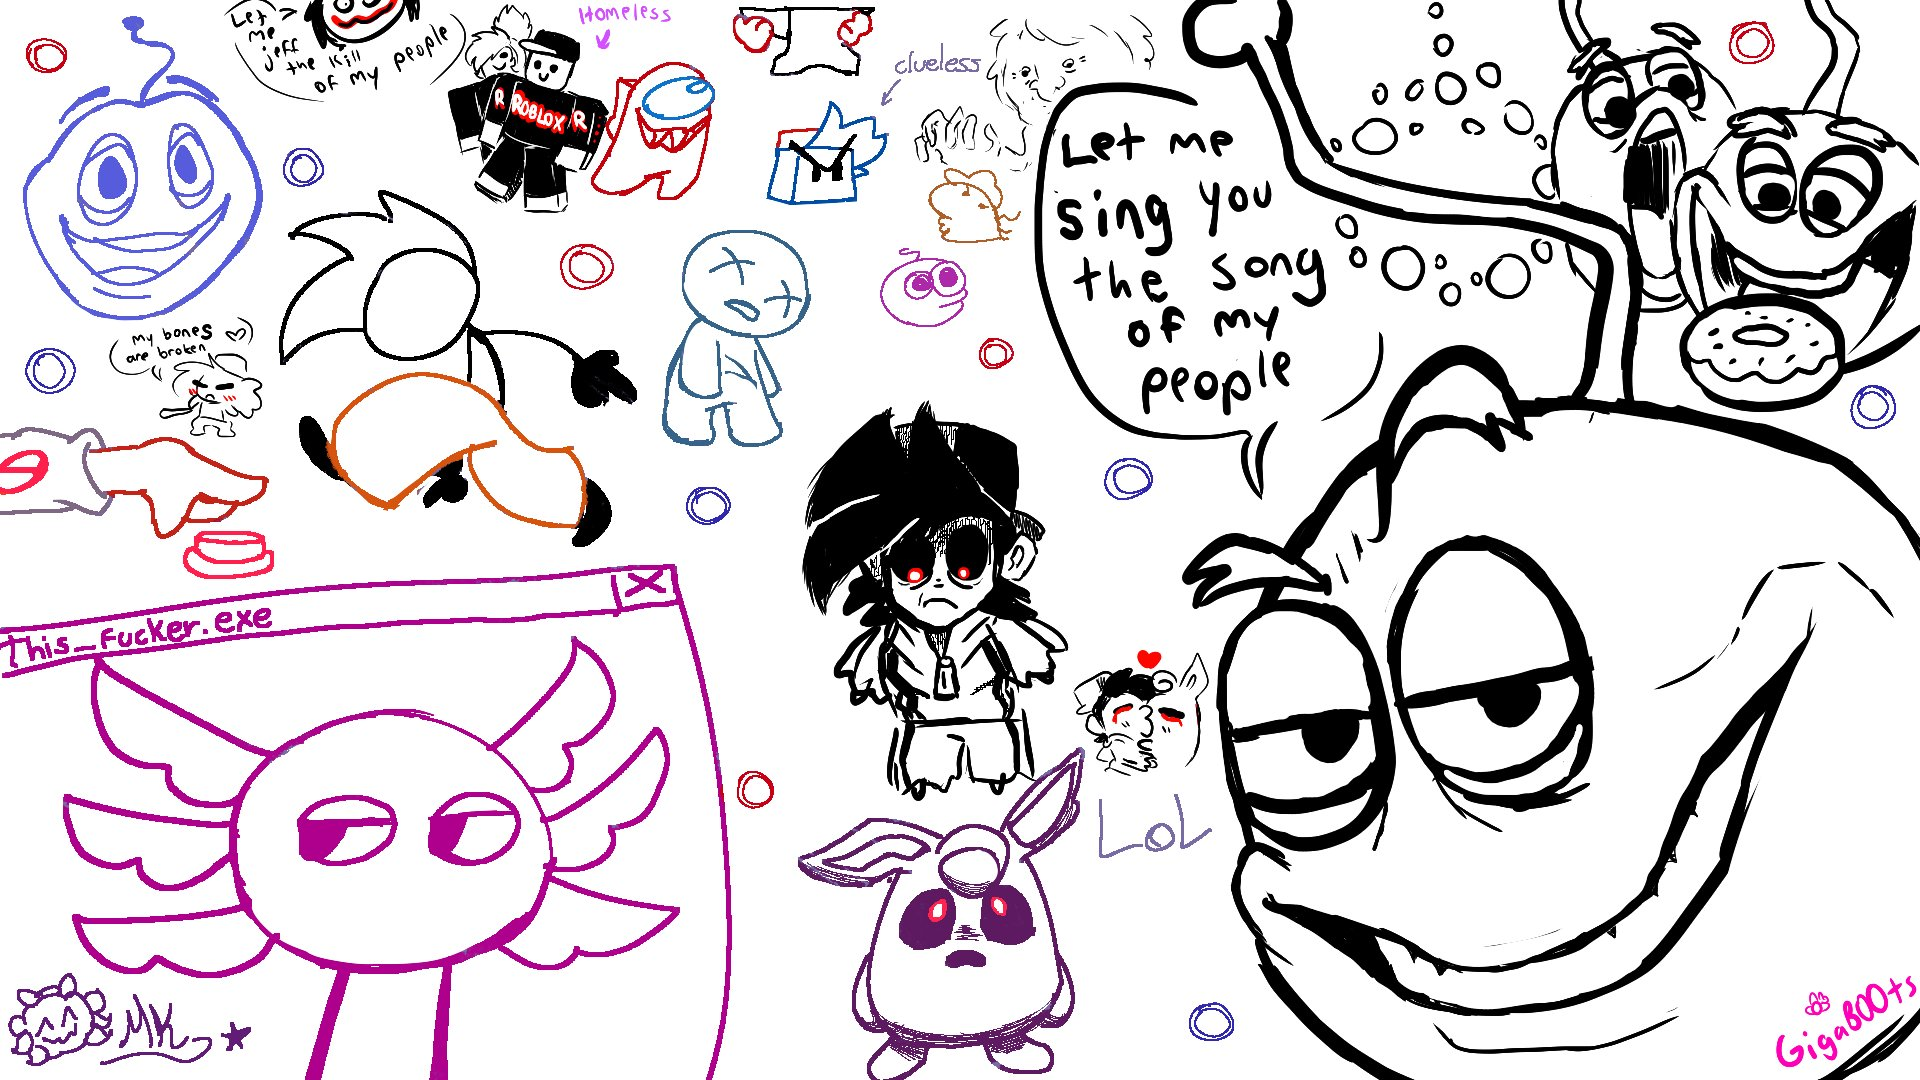 Let
me
jeff
the kill
of my people
Homeless
R ROBLOX R
clueless
Let me
sing you
the song
of my
people
my bones
are broken
This_fucker.exe
X
LOL
MK
GigaB00ts